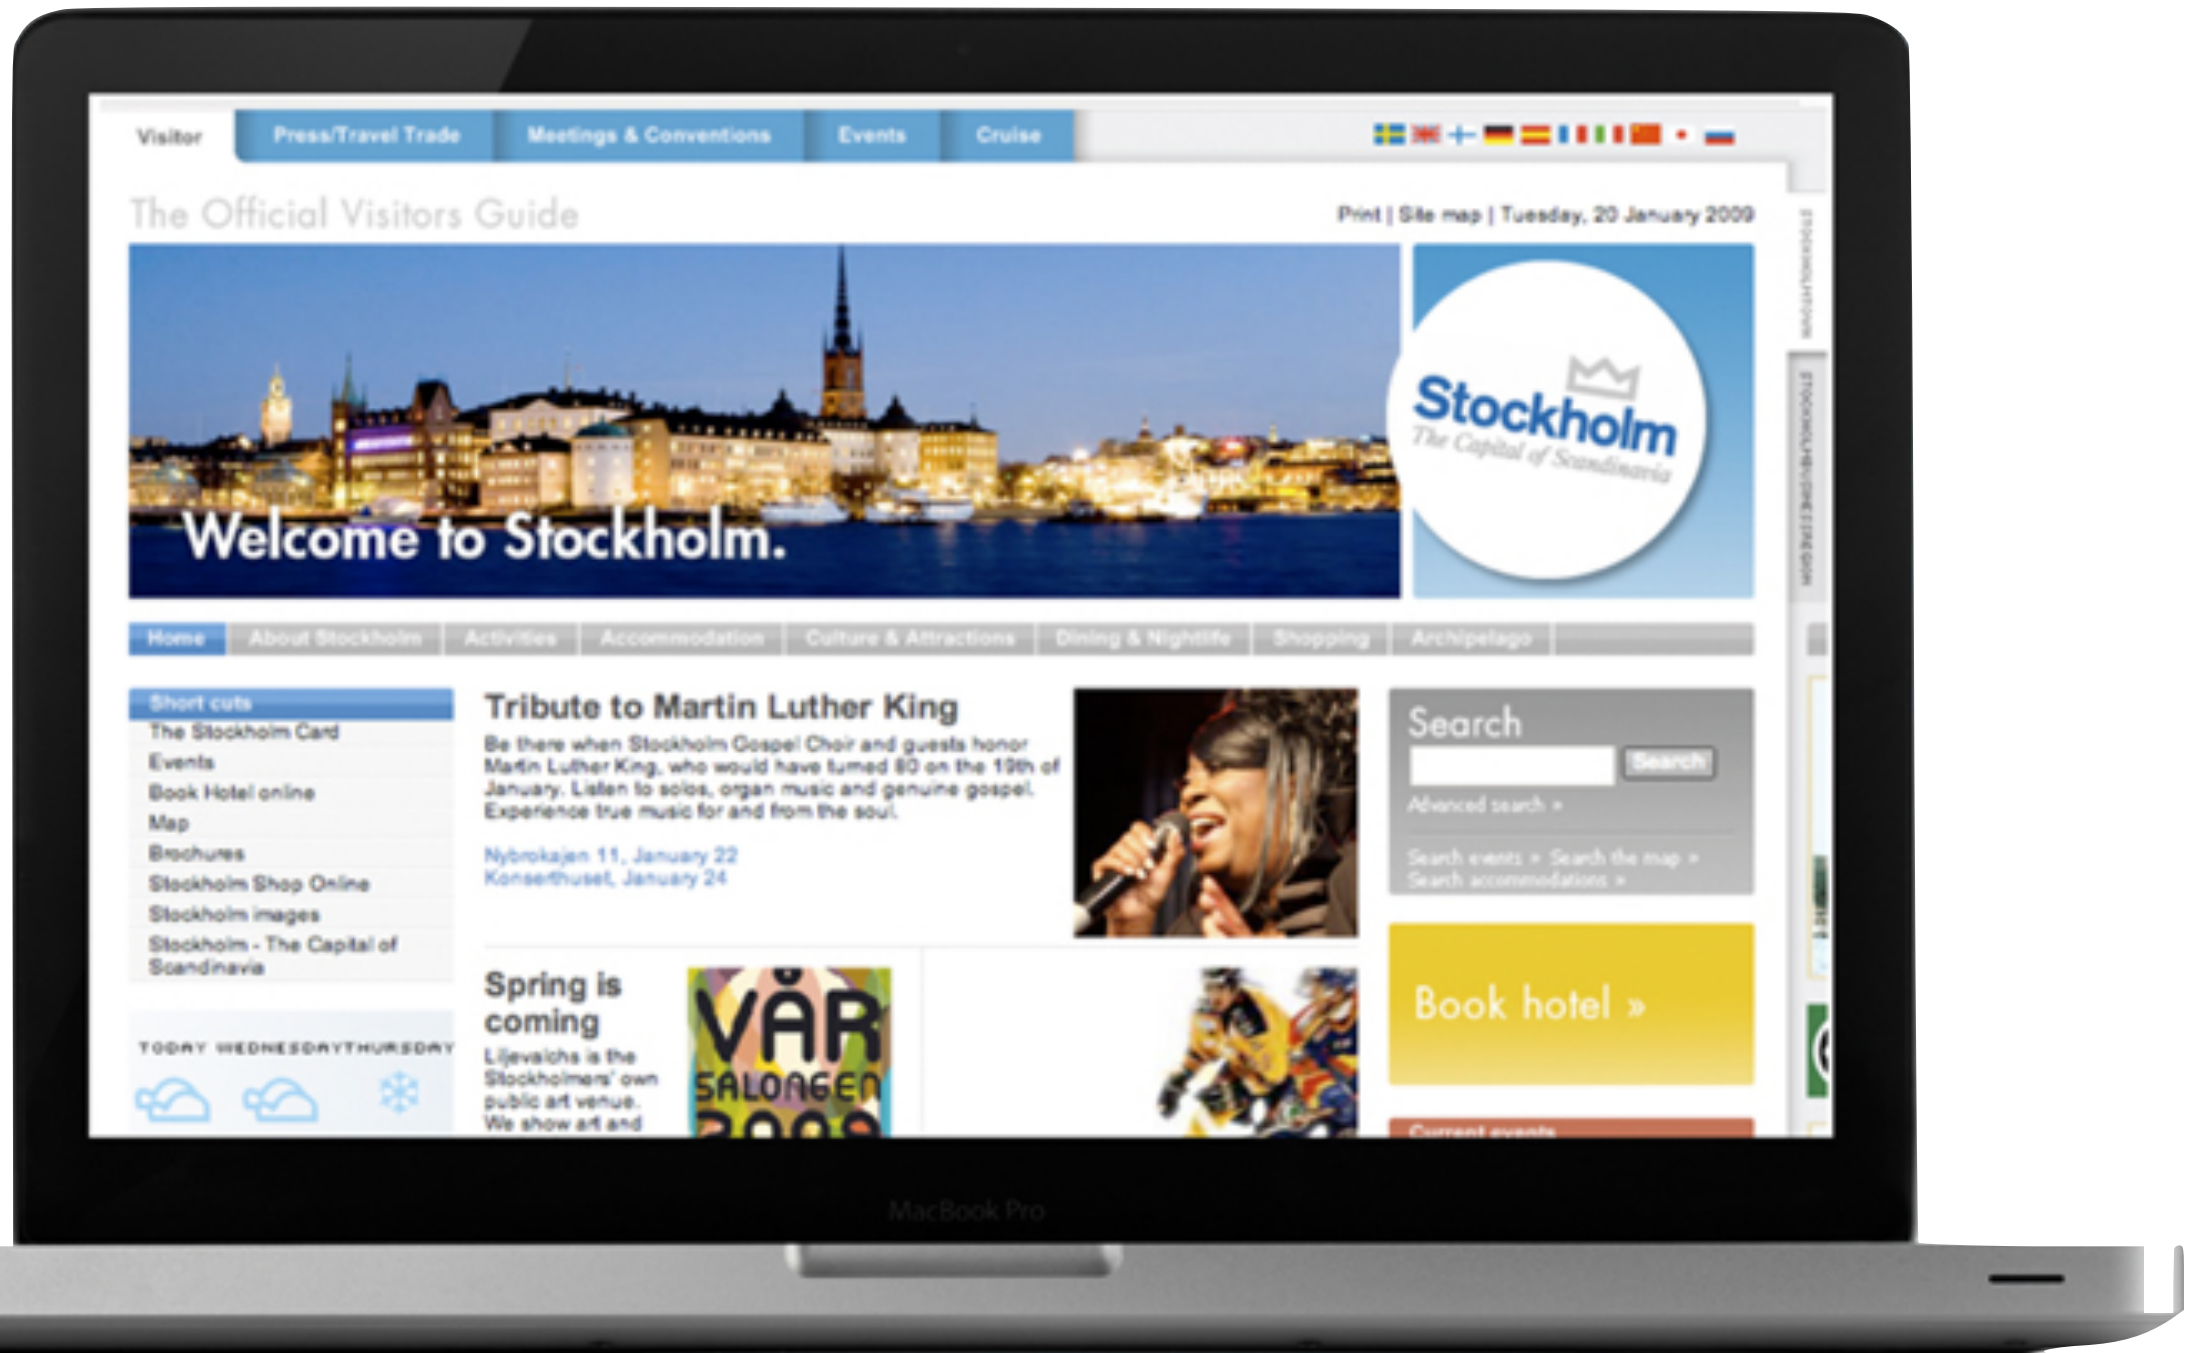 Visitor
Press/Travel Trade
Meetings & Conventions
Events
Cruise
The Official Visitors Guide
Print | Site map | Tuesday, 20 January 2009
Welcome to Stockholm.
Stockholm
The Capital of Scandinavia
STOCKHOLMTOWN
Home
About Stockholm
Activities
Accommodation
Culture & Attractions
Dining & Nightlife
Shopping
Archipelago
Short cuts
The Stockholm Card
Events
Book Hotel online
Map
Brochures
Stockholm Shop Online
Stockholm images
Stockholm - The Capital of
Scandinavia
TODAY WEDNESDAY THURSDAY
Tribute to Martin Luther King
Be there when Stockholm Gospel Choir and guests honor
Martin Luther King, who would have turned 80 on the 19th of
January. Listen to solos, organ music and genuine gospel.
Experience true music for and from the soul.
Nybrokajen 11, January 22
Konserthuset, January 24
Spring is
coming
Liljevalchs is the
Stockholmers' own
public art venue.
We show art and
VÅR
SALONGEN
2009
Search
Search
Advanced search »
Search events » Search the map »
Search accommodations »
Book hotel »
Current events
MacBook Pro